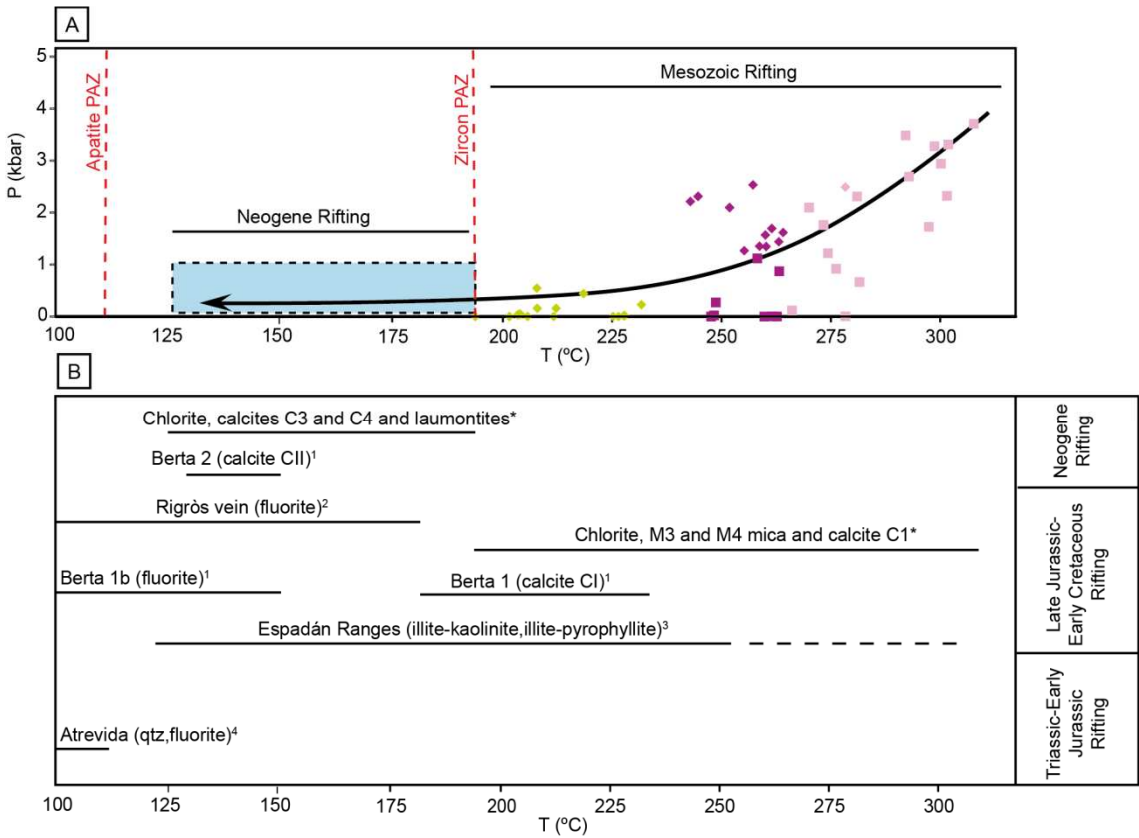 A
5
4
3
2
1
0
P (kbar)
Apatite PAZ
Zircon PAZ
Mesozoic Rifting
Neogene Rifting
100
125
150
175
200
225
250
275
300
T (ºC)
B
Chlorite, calcites C3 and C4 and laumontites*
Berta 2 (calcite CII)¹
Rigròs vein (fluorite)²
Chlorite, M3 and M4 mica and calcite C1*
Berta 1b (fluorite)¹
Berta 1 (calcite CI)¹
Espadán Ranges (illite-kaolinite,illite-pyrophyllite)³
Atrevida (qtz,fluorite)⁴
Neogene
Rifting
Late Jurassic-
Early Cretaceous
Rifting
Triassic-Early
Jurassic
Rifting
100
125
150
175
200
225
250
275
300
T (ºC)